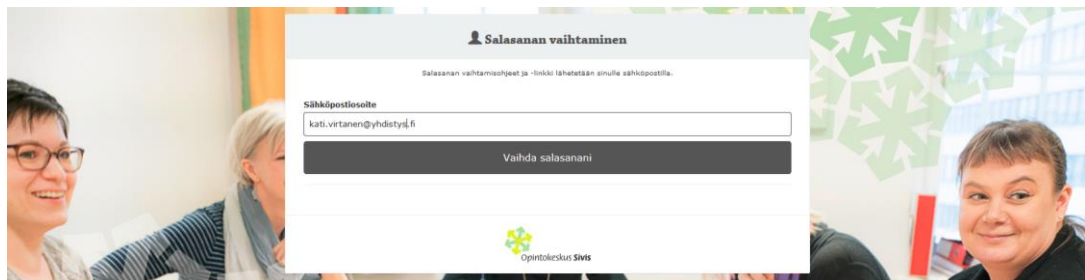 Salasanan vaihtaminen
Salasanan vaihtamisohjeet ja -linkki lähetetään sinulle sähköpostilla.
Sähköpostiosoite
kati.virtanen@yhdistys.fi
Vaihda salasanani
Opintokeskus Sivis